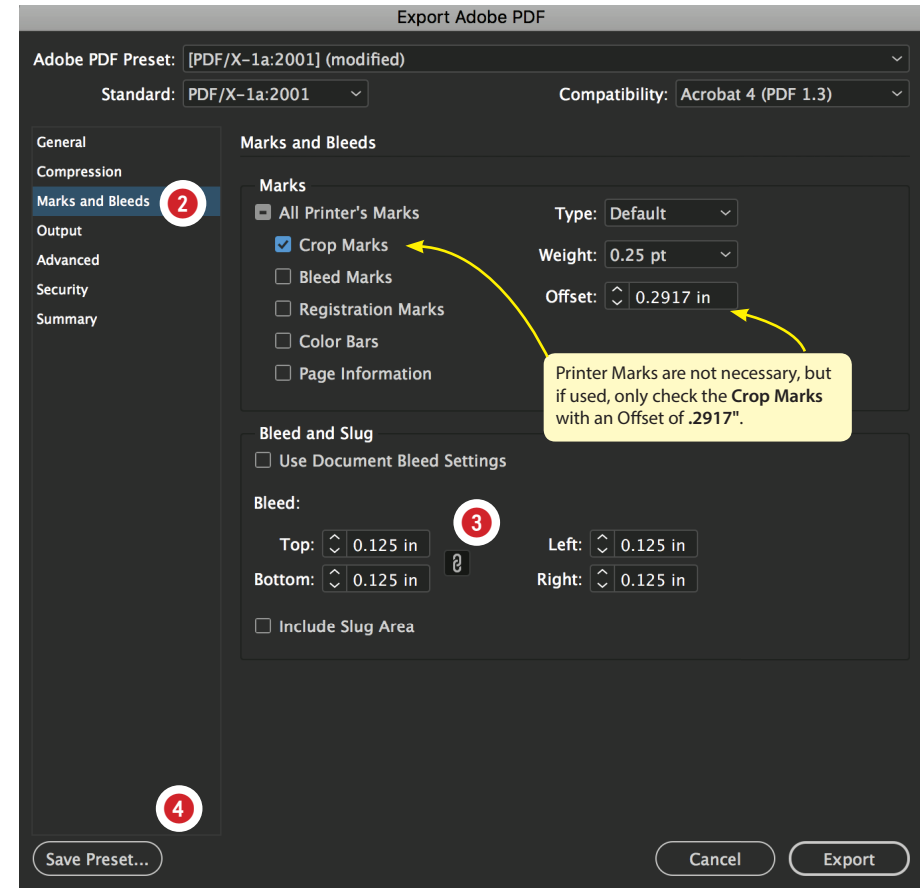 Export Adobe PDF
Adobe PDF Preset: [PDF/X-1a:2001] (modified)
Standard: PDF/X-1a:2001 Compatibility: Acrobat 4 (PDF 1.3)
General
Compression
Marks and Bleeds 2
Output
Advanced
Security
Summary
Marks and Bleeds
Marks
All Printer's Marks
Crop Marks
Bleed Marks
Registration Marks
Color Bars
Page Information
Type: Default
Weight: 0.25 pt
Offset: 0.2917 in
Printer Marks are not necessary, but
if used, only check the Crop Marks
with an Offset of .2917".
Bleed and Slug
Use Document Bleed Settings
Bleed:
3
Top: 0.125 in Left: 0.125 in
Bottom: 0.125 in Right: 0.125 in
Include Slug Area
4
Save Preset... Cancel Export